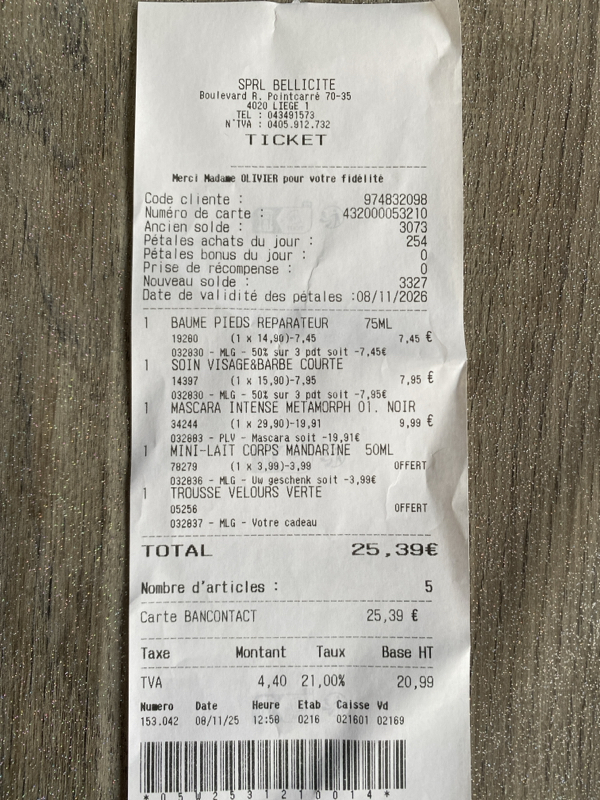 SPRL BELLICITE
Boulevard R. Pointcarré 70-35
4020 LIEGE 1
TEL : 043491573
N°TVA : 0405.912.732
TICKET
Merci Madame OLIVIER pour votre fidélité
Code cliente : 974832098
Numéro de carte : 432000053210
Ancien solde : 3073
Pétales achats du jour : 254
Pétales bonus du jour : 0
Prise de récompense : 0
Nouveau solde : 3327
Date de validité des pétales :08/11/2026
1 BAUME PIEDS REPARATEUR 75ML
19280 (1 x 14,90)-7,45 7,45 €
032830 - MLG - 50% sur 3 pdt soit -7,45€
1 SOIN VISAGE&BARBE COURTE
14397 (1 x 15,90)-7,95 7,95 €
032830 - MLG - 50% sur 3 pdt soit -7,95€
1 MASCARA INTENSE METAMORPH 01. NOIR
34244 (1 x 29,90)-19,91 9,99 €
032883 - PLV - Mascara soit -19,91€
1 MINI-LAIT CORPS MANDARINE 50ML
78279 (1 x 3,99)-3,99 OFFERT
032836 - MLG - Uw geschenk soit -3,99€
1 TROUSSE VELOURS VERTE
05256 OFFERT
032837 - MLG - Votre cadeau
TOTAL 25,39€
Nombre d'articles : 5
Carte BANCONTACT 25,39 €
Taxe Montant Taux Base HT
TVA 4,40 21,00% 20,99
Numero Date Heure Etab Caisse Vd
153.042 08/11/25 12:58 0216 021601 02169